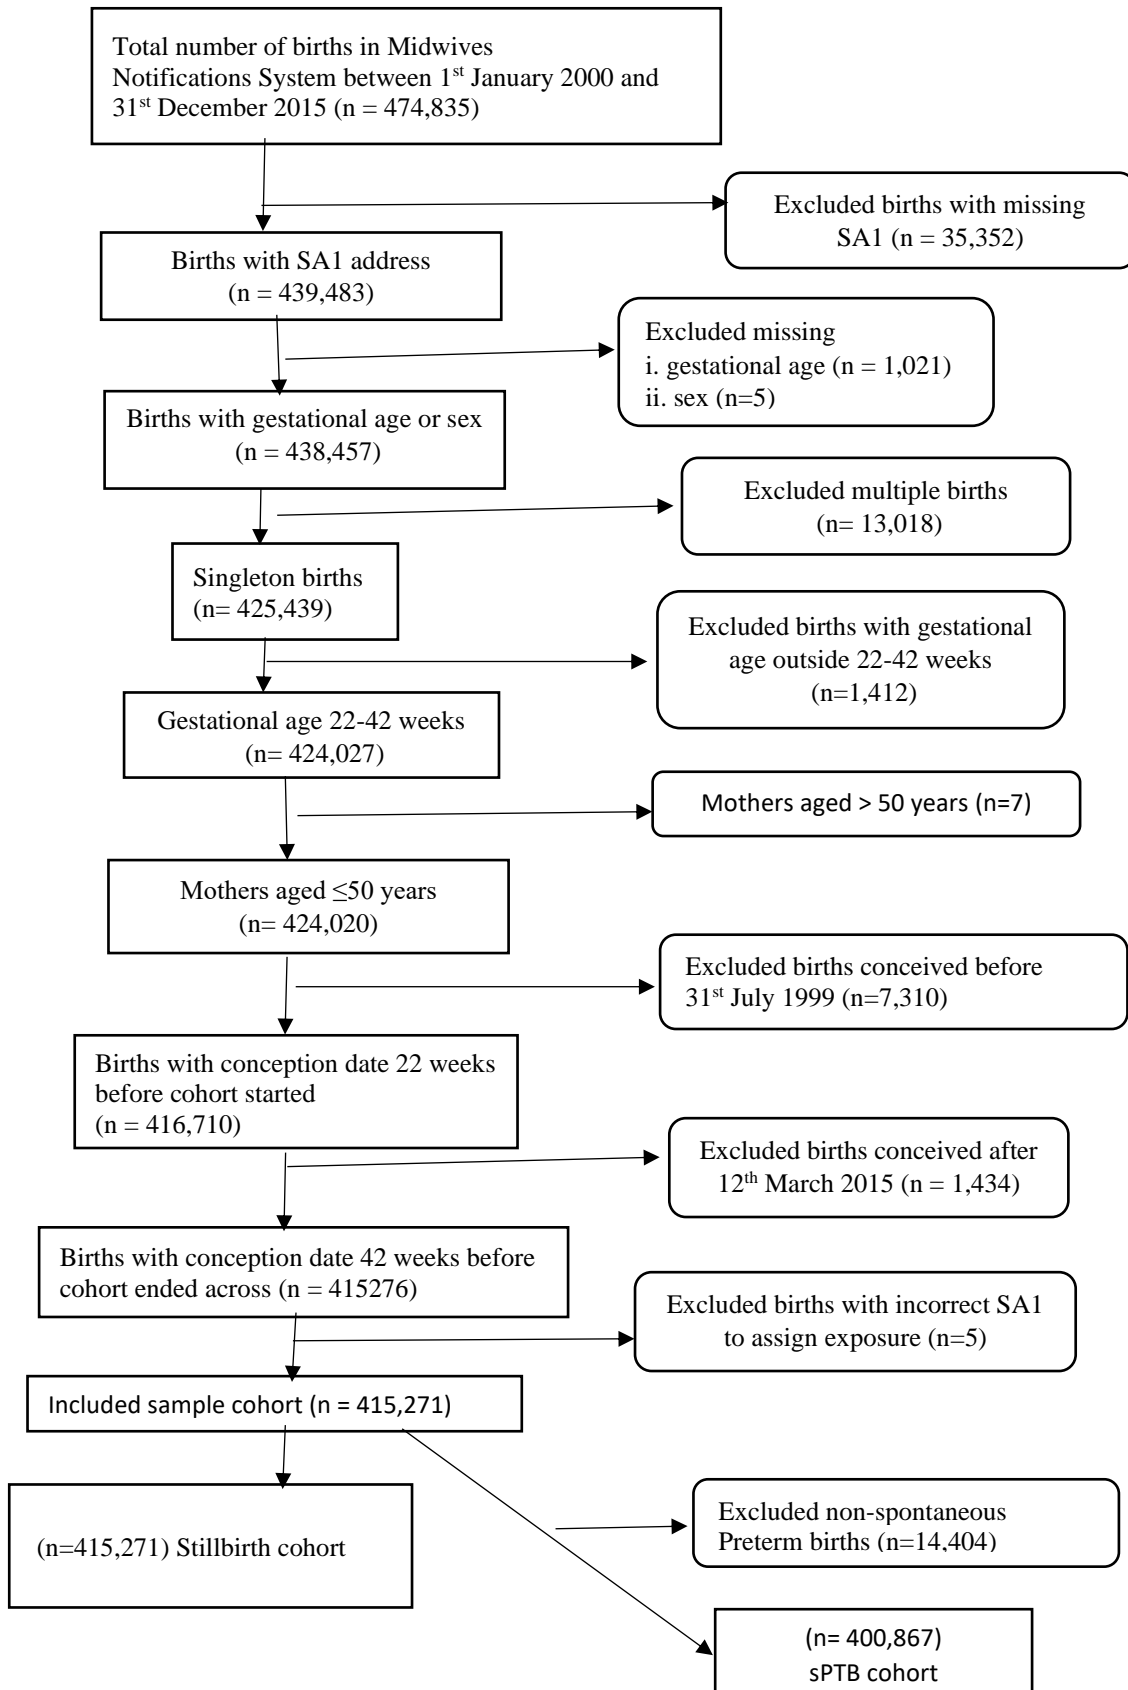 Total number of births in Midwives
Notifications System between 1st January 2000 and
31st December 2015 (n = 474,835)
Excluded births with missing
SA1 (n = 35,352)
Births with SA1 address
(n = 439,483)
Excluded missing
i. gestational age (n = 1,021)
ii. sex (n=5)
Births with gestational age or sex
(n = 438,457)
Excluded multiple births
(n= 13,018)
Singleton births
(n= 425,439)
Excluded births with gestational
age outside 22-42 weeks
(n=1,412)
Gestational age 22-42 weeks
(n= 424,027)
Mothers aged > 50 years (n=7)
Mothers aged ≤50 years
(n= 424,020)
Excluded births conceived before
31st July 1999 (n=7,310)
Births with conception date 22 weeks
before cohort started
(n = 416,710)
Excluded births conceived after
12th March 2015 (n = 1,434)
Births with conception date 42 weeks before
cohort ended across (n = 415276)
Excluded births with incorrect SA1
to assign exposure (n=5)
Included sample cohort (n = 415,271)
Excluded non-spontaneous
Preterm births (n=14,404)
(n=415,271) Stillbirth cohort
(n= 400,867)
sPTB cohort